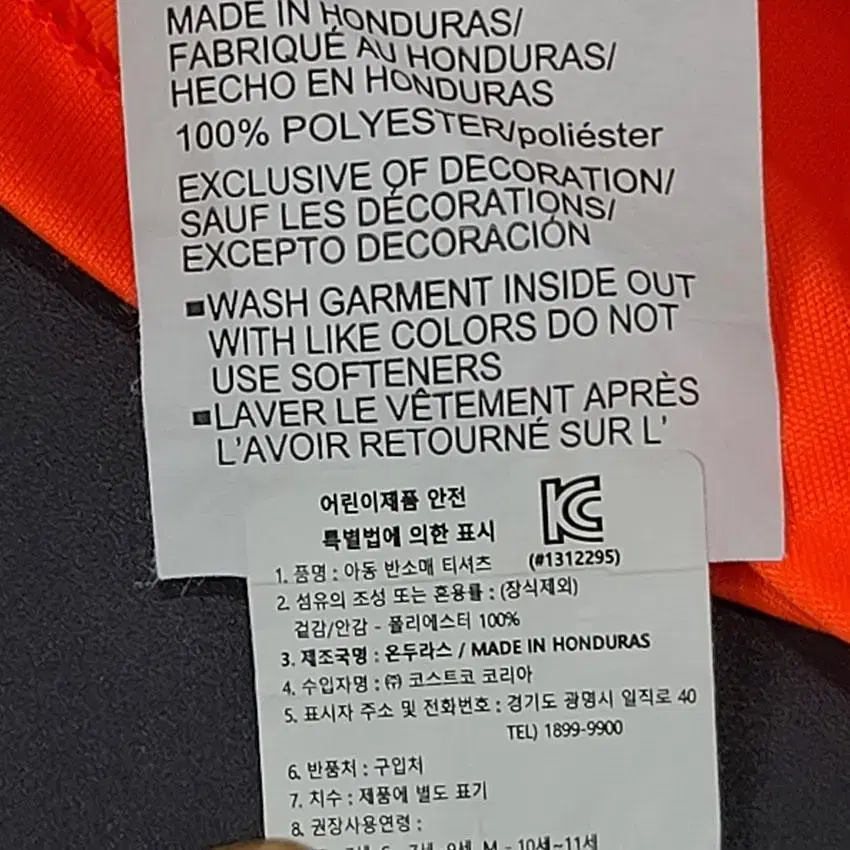 MADE IN HONDURAS/
FABRIQUÉ AU HONDURAS/
HECHO EN HONDURAS
100% POLYESTER/poliéster
EXCLUSIVE OF DECORATION/
SAUF LES DÉCORATIONS/
EXCEPTO DECORACIÓN
■WASH GARMENT INSIDE OUT
WITH LIKE COLORS DO NOT
USE SOFTENERS
■LAVER LE VÊTEMENT APRÈS
L'AVOIR RETOURNÉ SUR L'
어린이제품 안전
특별법에 의한 표시
KC
(#1312295)
1. 품명 : 아동 반소매 티셔츠
2. 섬유의 조성 또는 혼용률 : (장식제외)
겉감/안감 - 폴리에스터 100%
3. 제조국명 : 온두라스 / MADE IN HONDURAS
4. 수입자명 : ㈜ 코스트코 코리아
5. 표시자 주소 및 전화번호 : 경기도 광명시 일직로 40
TEL) 1899-9900
6. 반품처 : 구입처
7. 치수 : 제품에 별도 표기
8. 권장사용연령 :
M - 10세~11세